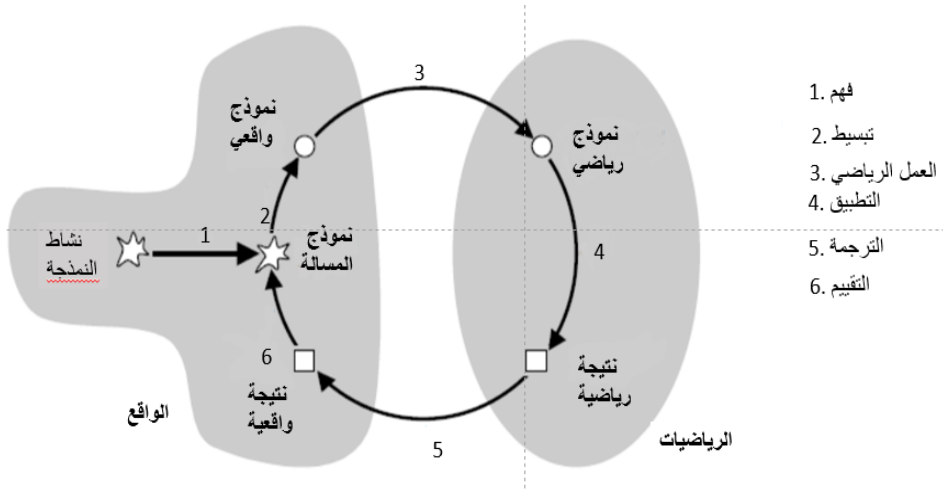 3
نموذج
واقعي
نموذج
رياضي
2
1
نشاط
النمذجة
نموذج
المسالة
4
6
نتيجة
واقعية
نتيجة
رياضية
الواقع
5
الرياضيات
1. فهم
2. تبسيط
3. العمل الرياضي
4. التطبيق
5. الترجمة
6. التقييم